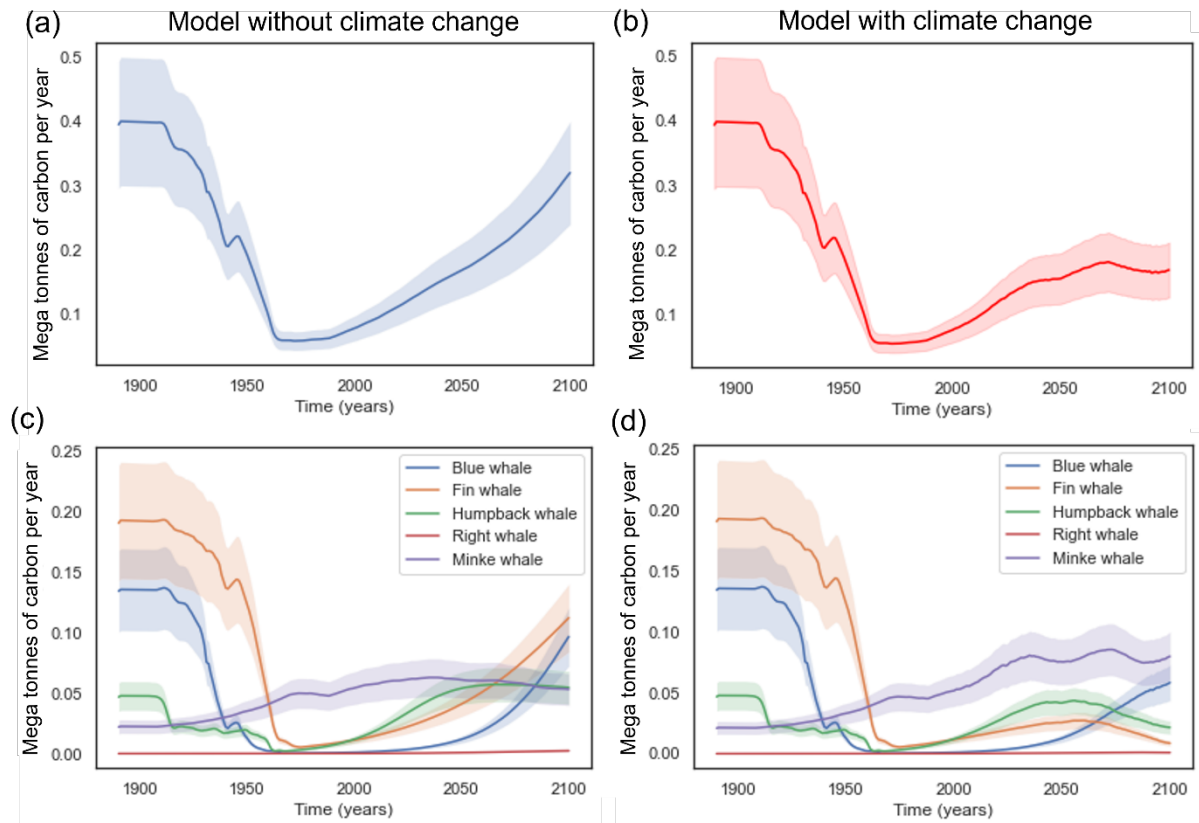 (a) Model without climate change
(b) Model with climate change
Mega tonnes of carbon per year
0.5
0.4
0.3
0.2
0.1
1900 1950 2000 2050 2100
Time (years)
Mega tonnes of carbon per year
0.5
0.4
0.3
0.2
0.1
1900 1950 2000 2050 2100
Time (years)
(c)
Mega tonnes of carbon per year
0.25
0.20
0.15
0.10
0.05
0.00
Blue whale
Fin whale
Humpback whale
Right whale
Minke whale
1900 1950 2000 2050 2100
Time (years)
(d)
Mega tonnes of carbon per year
0.25
0.20
0.15
0.10
0.05
0.00
Blue whale
Fin whale
Humpback whale
Right whale
Minke whale
1900 1950 2000 2050 2100
Time (years)